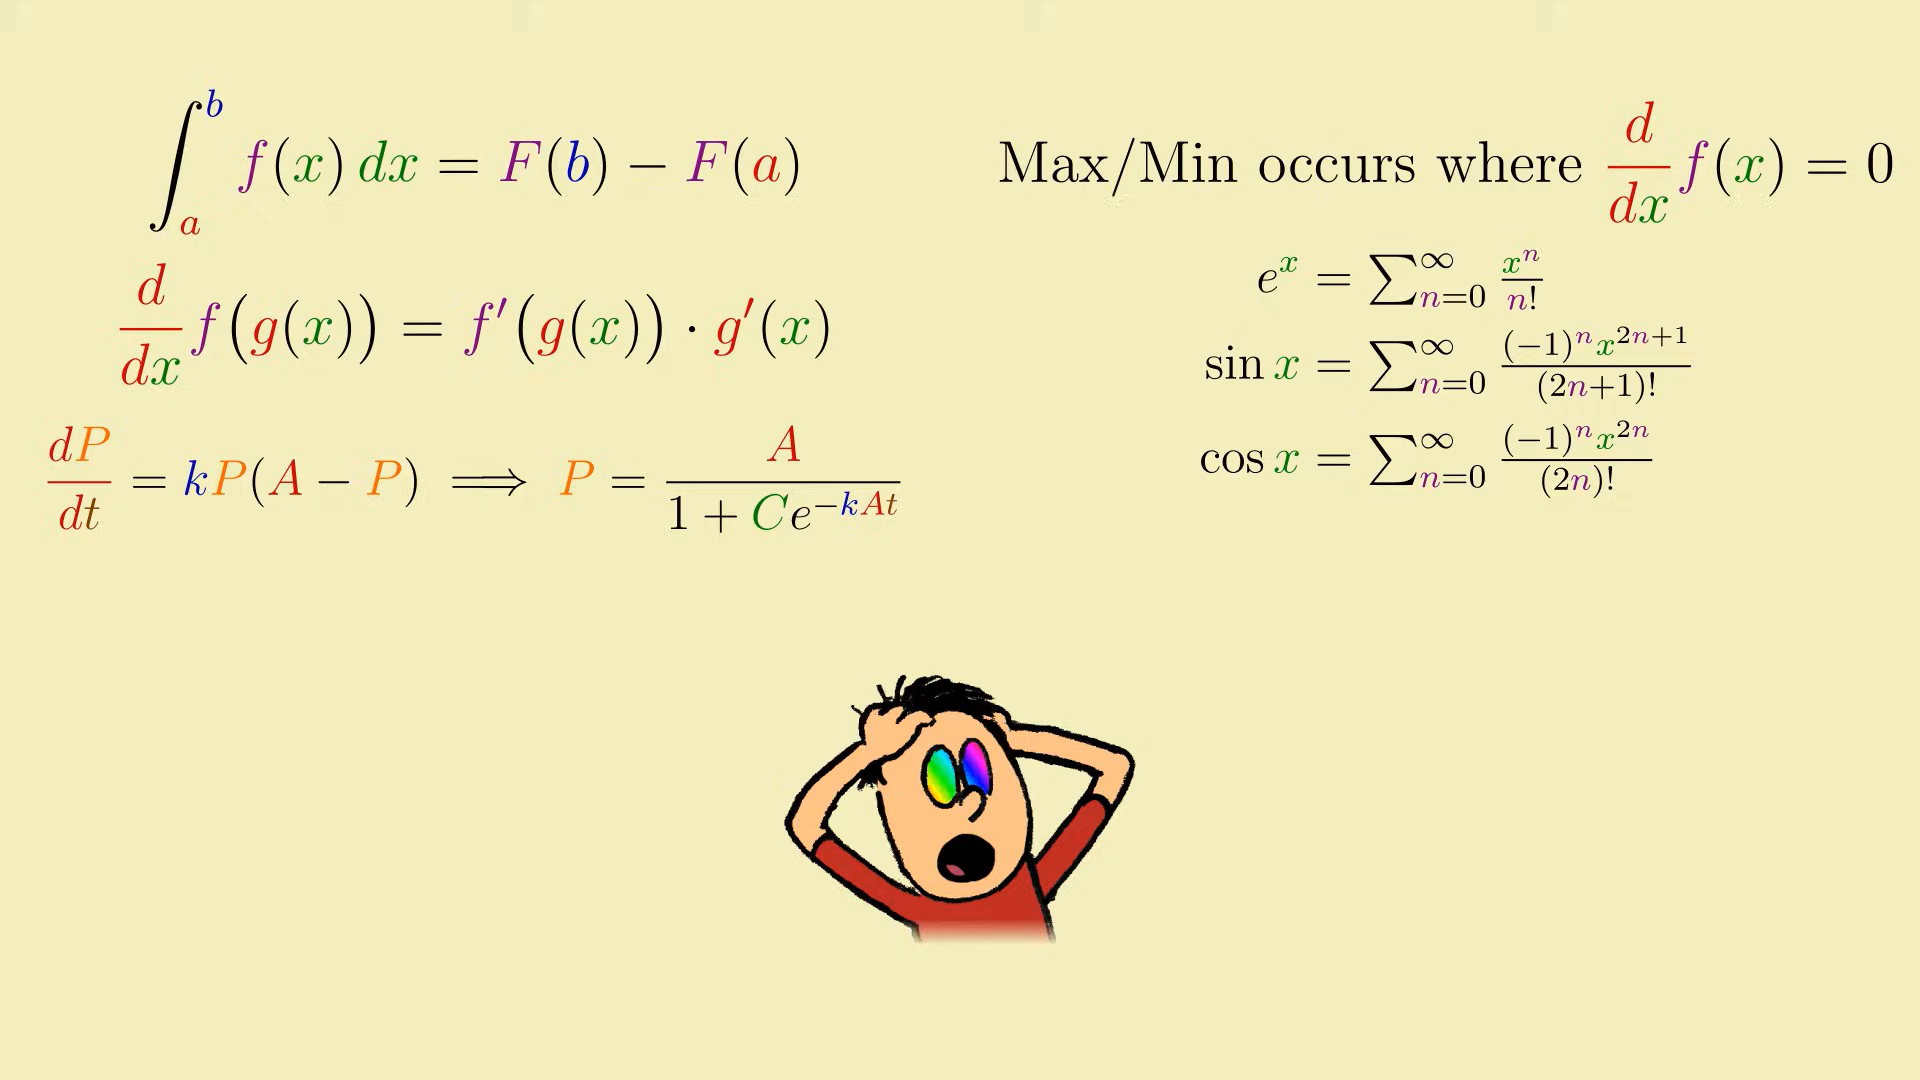 ∫_a^b f(x) dx = F(b) − F(a)
d/dx f(g(x)) = f′(g(x)) · g′(x)
dP/dt = kP(A − P) ⟹ P = A/(1 + Ce^{−kAt})
Max/Min occurs where d/dx f(x) = 0
e^x = ∑_{n=0}^∞ x^n/n!
sin x = ∑_{n=0}^∞ (−1)^n x^{2n+1}/(2n+1)!
cos x = ∑_{n=0}^∞ (−1)^n x^{2n}/(2n)!